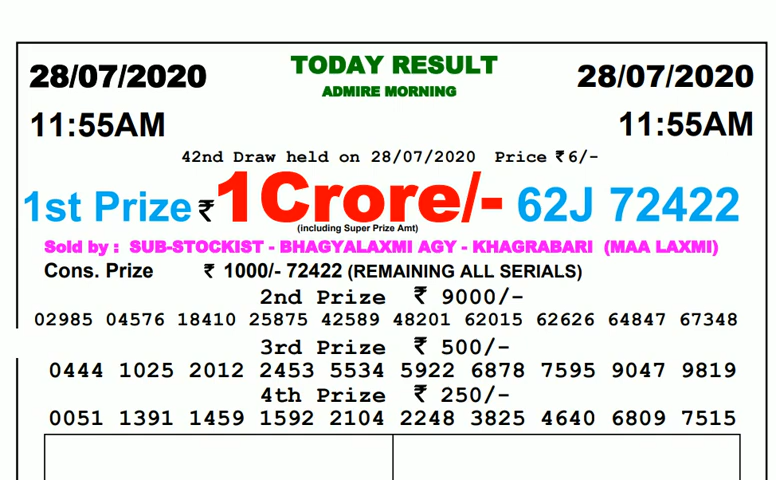 28/07/2020 TODAY RESULT 28/07/2020
ADMIRE MORNING
11:55AM 11:55AM
42nd Draw held on 28/07/2020 Price ₹6/-
1st Prize ₹ 1Crore/- 62J 72422
(including Super Prize Amt)
Sold by : SUB-STOCKIST - BHAGYALAXMI AGY - KHAGRABARI (MAA LAXMI)
Cons. Prize ₹ 1000/- 72422 (REMAINING ALL SERIALS)
2nd Prize ₹ 9000/-
02985 04576 18410 25875 42589 48201 62015 62626 64847 67348
3rd Prize ₹ 500/-
0444 1025 2012 2453 5534 5922 6878 7595 9047 9819
4th Prize ₹ 250/-
0051 1391 1459 1592 2104 2248 3825 4640 6809 7515